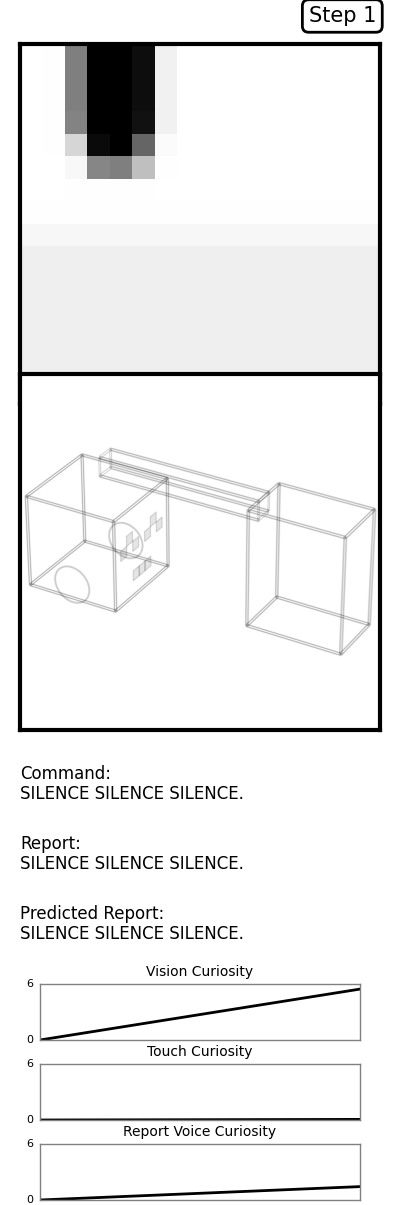 Step 1
Command:
SILENCE SILENCE SILENCE.
Report:
SILENCE SILENCE SILENCE.
Predicted Report:
SILENCE SILENCE SILENCE.
Vision Curiosity
6
0
Touch Curiosity
6
0
Report Voice Curiosity
6
0